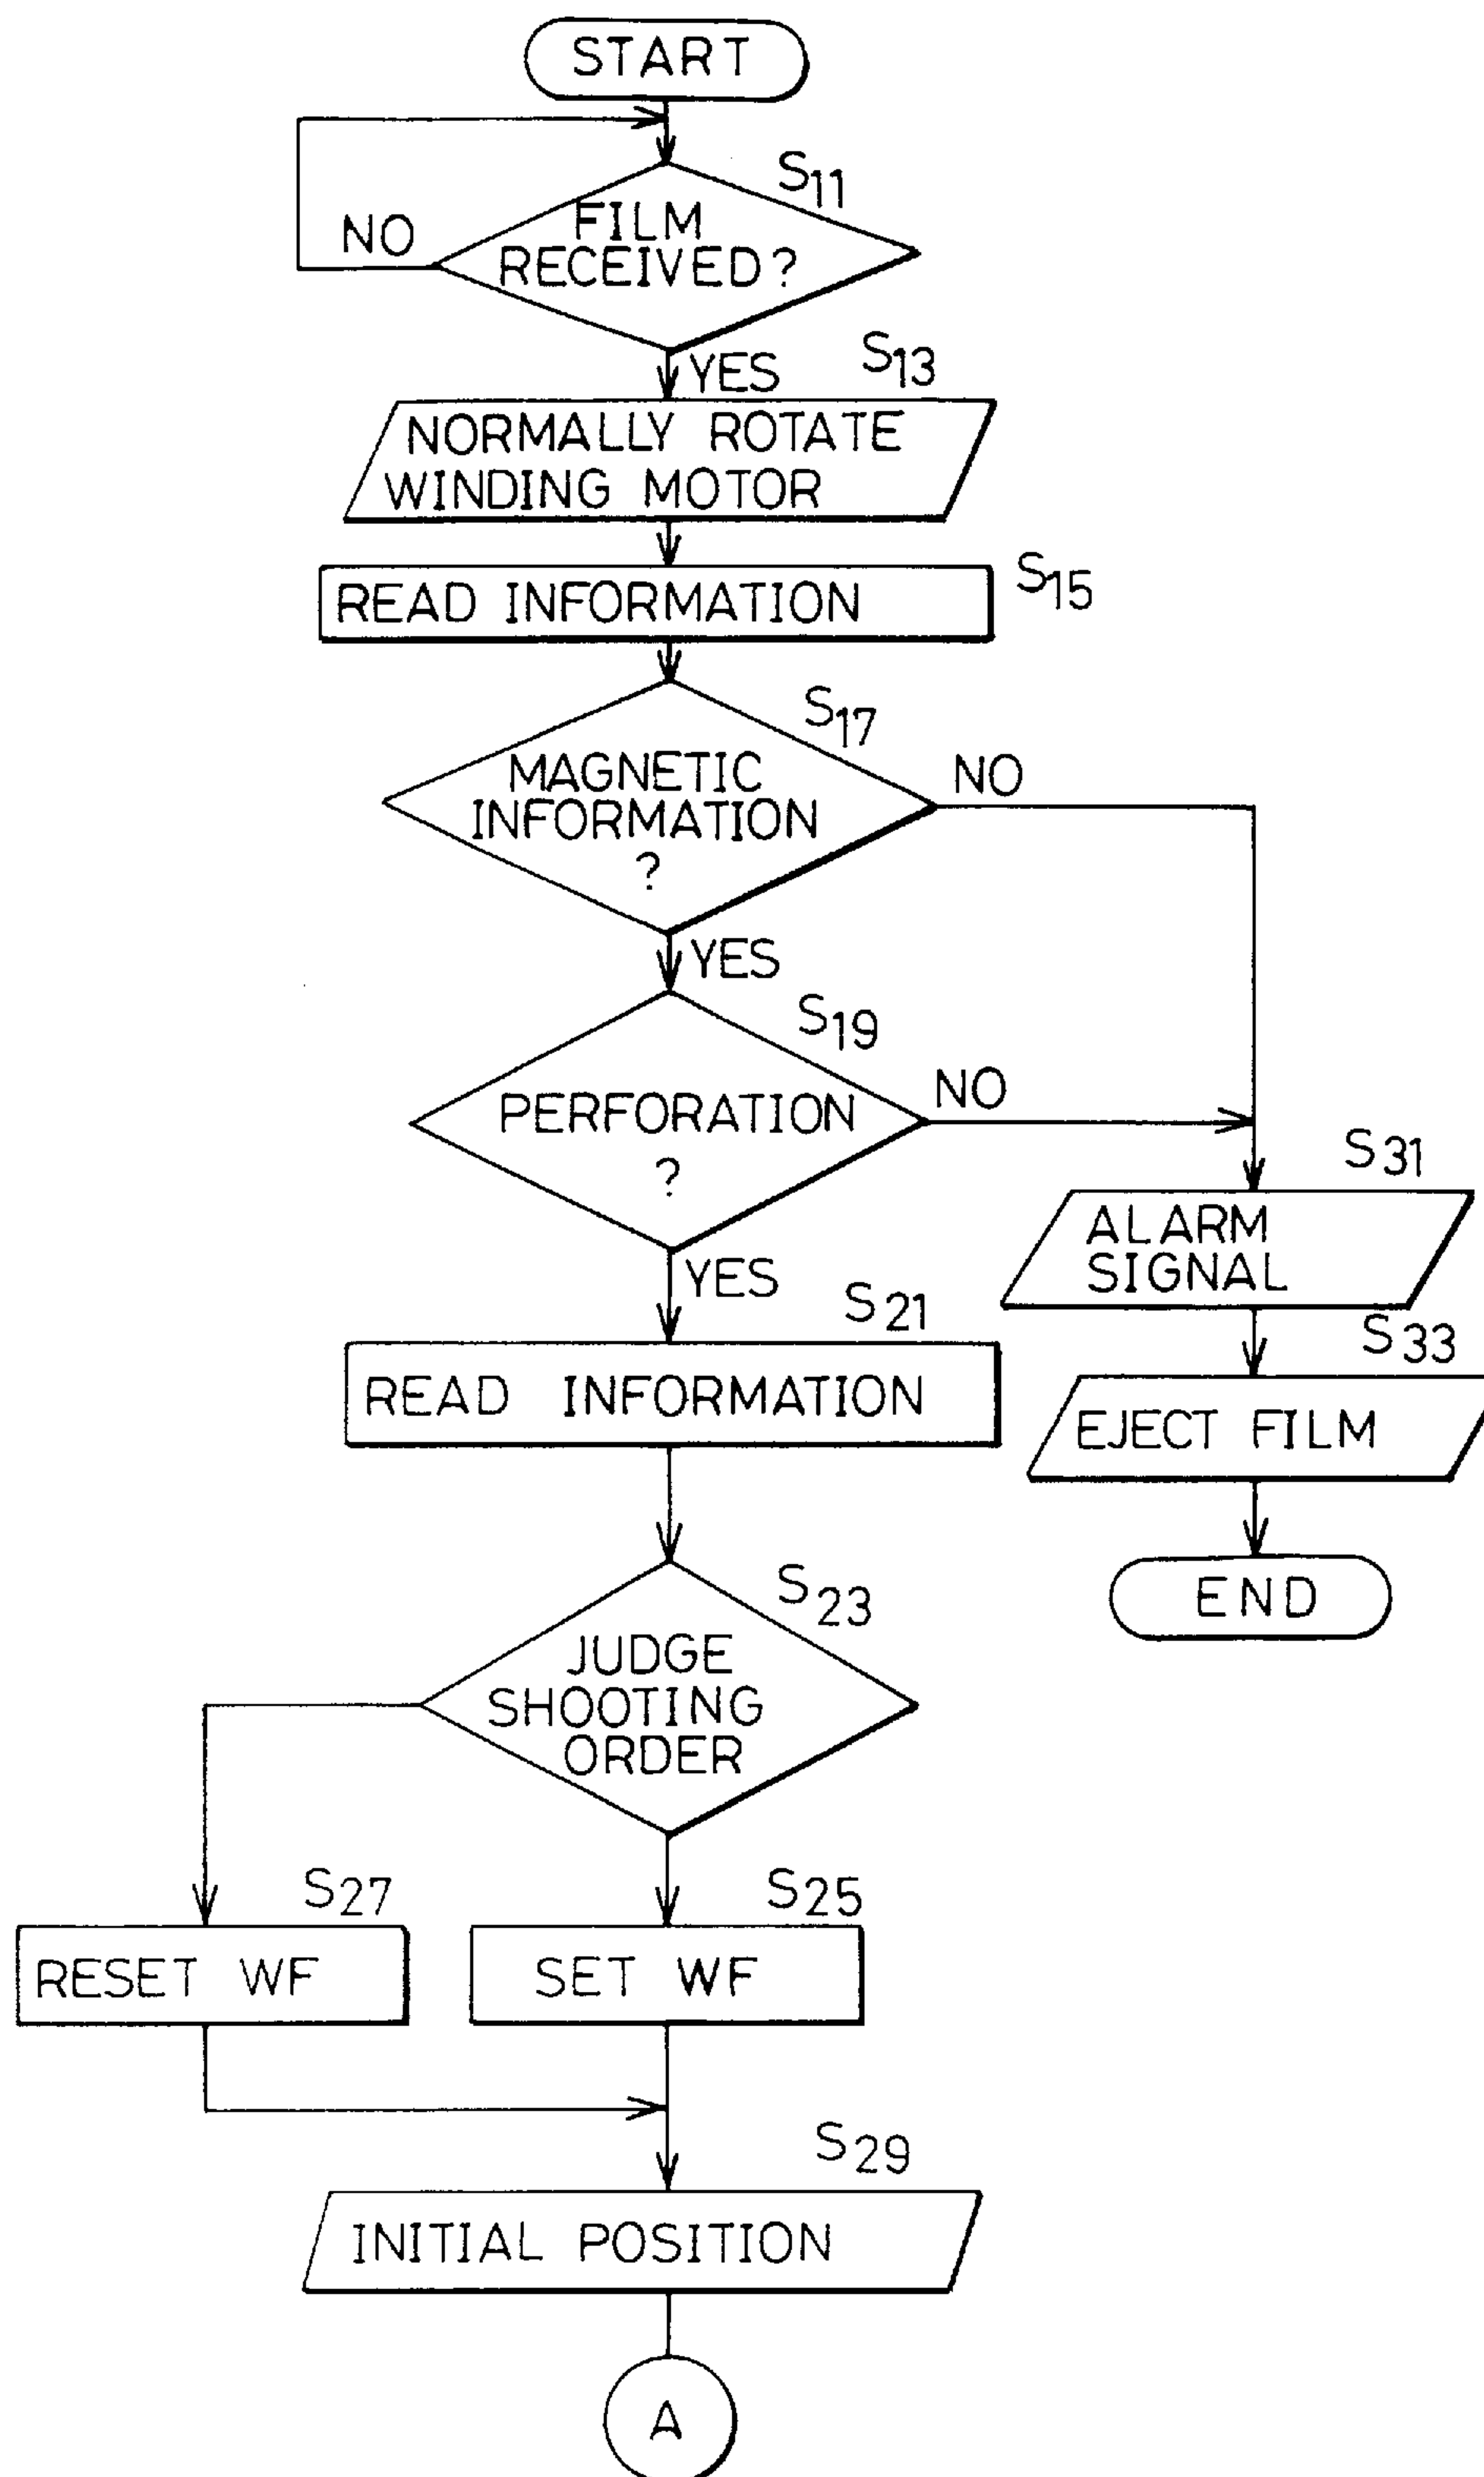 START
S11
FILM
NO
RECEIVED?
YES
S13
NORMALLY ROTATE
WINDING MOTOR
S15
READ INFORMATION
S17
MAGNETIC
INFORMATION
?
NO
YES
S19
PERFORATION
?
NO
YES
S31
ALARM
SIGNAL
S21
READ INFORMATION
S33
EJECT FILM
END
S23
JUDGE
SHOOTING
ORDER
S27
RESET WF
S25
SET WF
S29
INITIAL POSITION
A